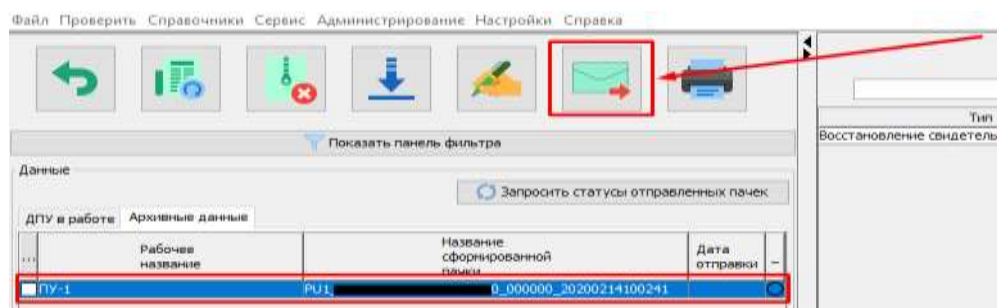 Файл Проверить Справочники Сервис Администрирование Настройки Справка
Показать панель фильтра
Тип
Восстановление свидетель
Данные
Запросить статусы отправленных пачек
ДПУ в работе Архивные данные
... Рабочее название Название сформированной пачки Дата отправки –
ПУ-1 PU1_ 0_000000_20200214100241